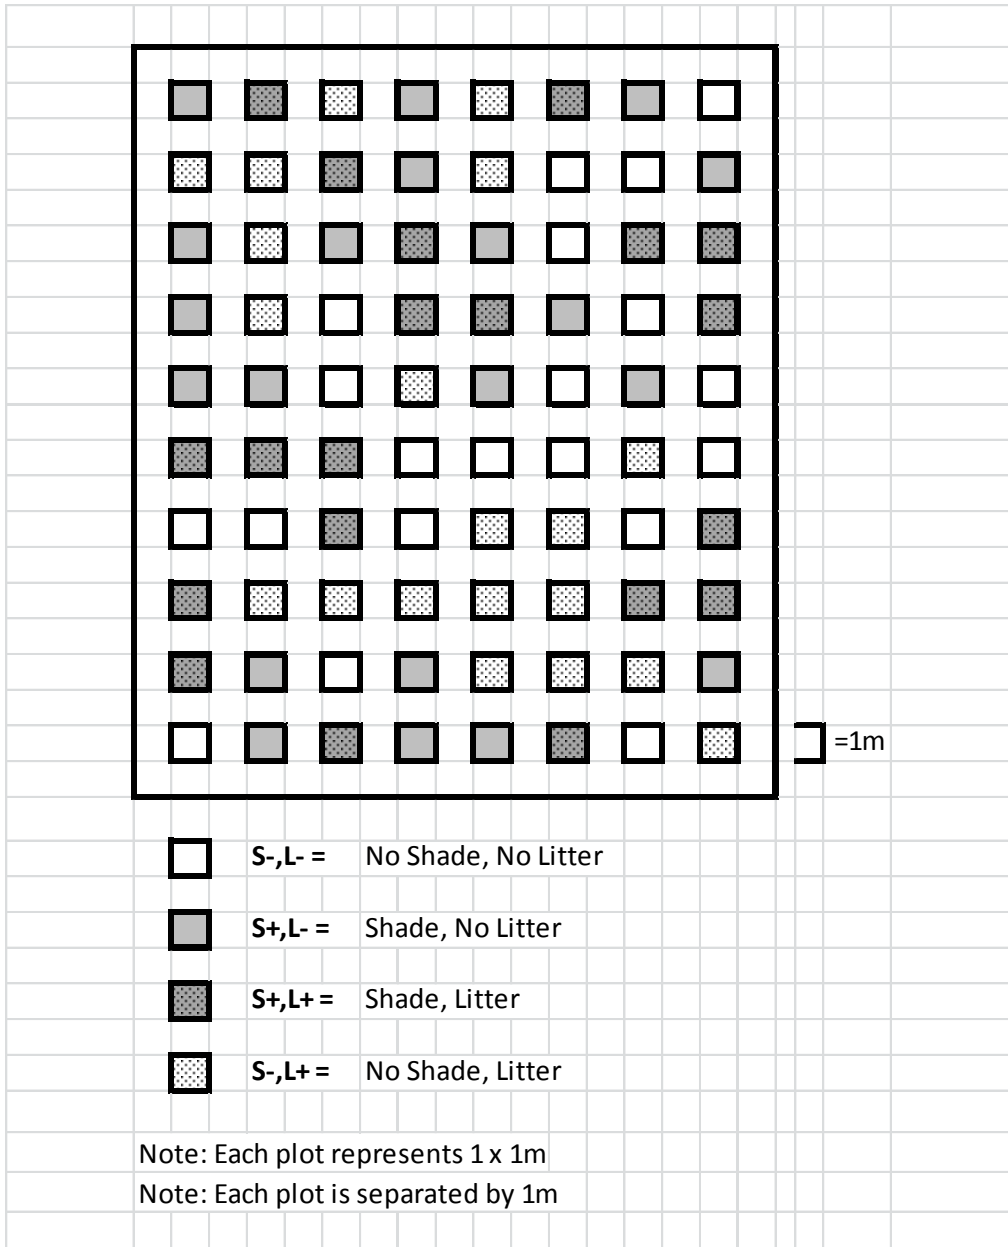 =1m
S-,L- = No Shade, No Litter
S+,L- = Shade, No Litter
S+,L+ = Shade, Litter
S-,L+ = No Shade, Litter
Note: Each plot represents 1 x 1m
Note: Each plot is separated by 1m